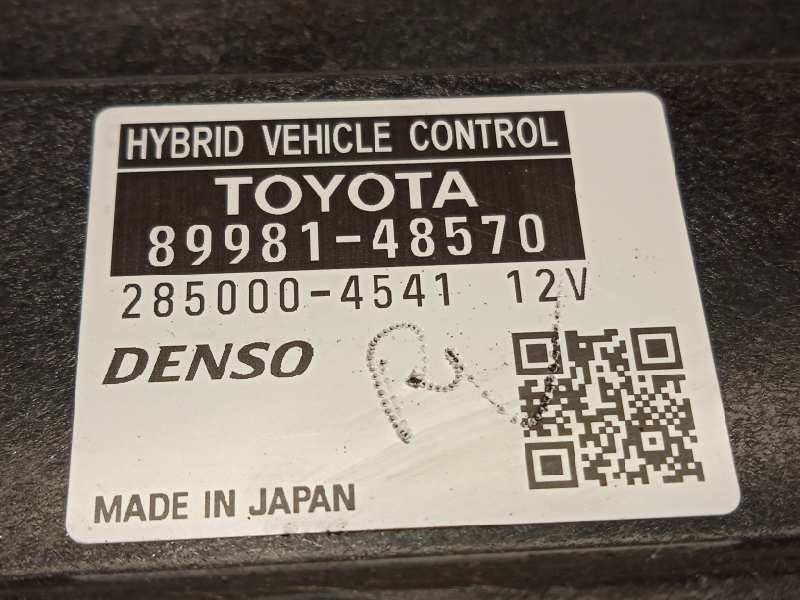 HYBRID VEHICLE CONTROL
TOYOTA
89981-48570
285000-4541 12V
DENSO
MADE IN JAPAN